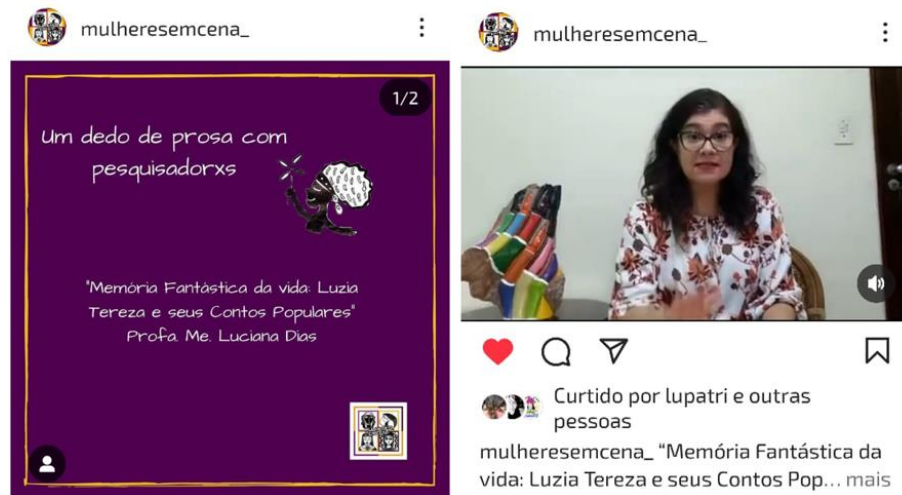 mulheresemcena_
1/2
Um dedo de prosa com
pesquisadorxs
"Memória Fantástica da vida: Luzia
Tereza e seus Contos Populares"
Profa. Me. Luciana Dias
mulheresemcena_
Curtido por lupatri e outras
pessoas
mulheresemcena_ “Memória Fantástica da
vida: Luzia Tereza e seus Contos Pop... mais